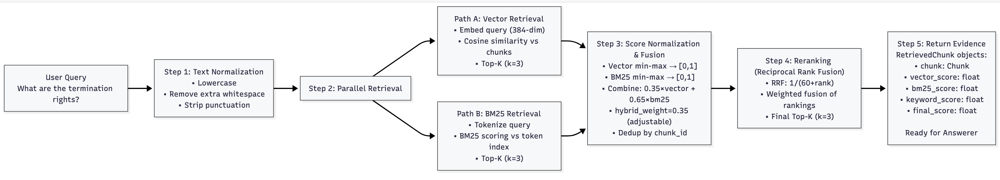 User Query
What are the termination
rights?
Step 1: Text Normalization
▪ Lowercase
▪ Remove extra whitespace
▪ Strip punctuation
Step 2: Parallel Retrieval
Path A: Vector Retrieval
▪ Embed query (384-dim)
▪ Cosine similarity vs
chunks
▪ Top-K (k=3)
Path B: BM25 Retrieval
▪ Tokenize query
▪ BM25 scoring vs token
index
▪ Top-K (k=3)
Step 3: Score Normalization
& Fusion
▪ Vector min-max → [0,1]
▪ BM25 min-max → [0,1]
▪ Combine: 0.35×vector +
0.65×bm25
▪ hybrid_weight=0.35
(adjustable)
▪ Dedup by chunk_id
Step 4: Reranking
(Reciprocal Rank Fusion)
▪ RRF: 1/(60+rank)
▪ Weighted fusion of
rankings
▪ Final Top-K (k=3)
Step 5: Return Evidence
RetrievedChunk objects:
▪ chunk: Chunk
▪ vector_score: float
▪ bm25_score: float
▪ keyword_score: float
▪ final_score: float
Ready for Answerer